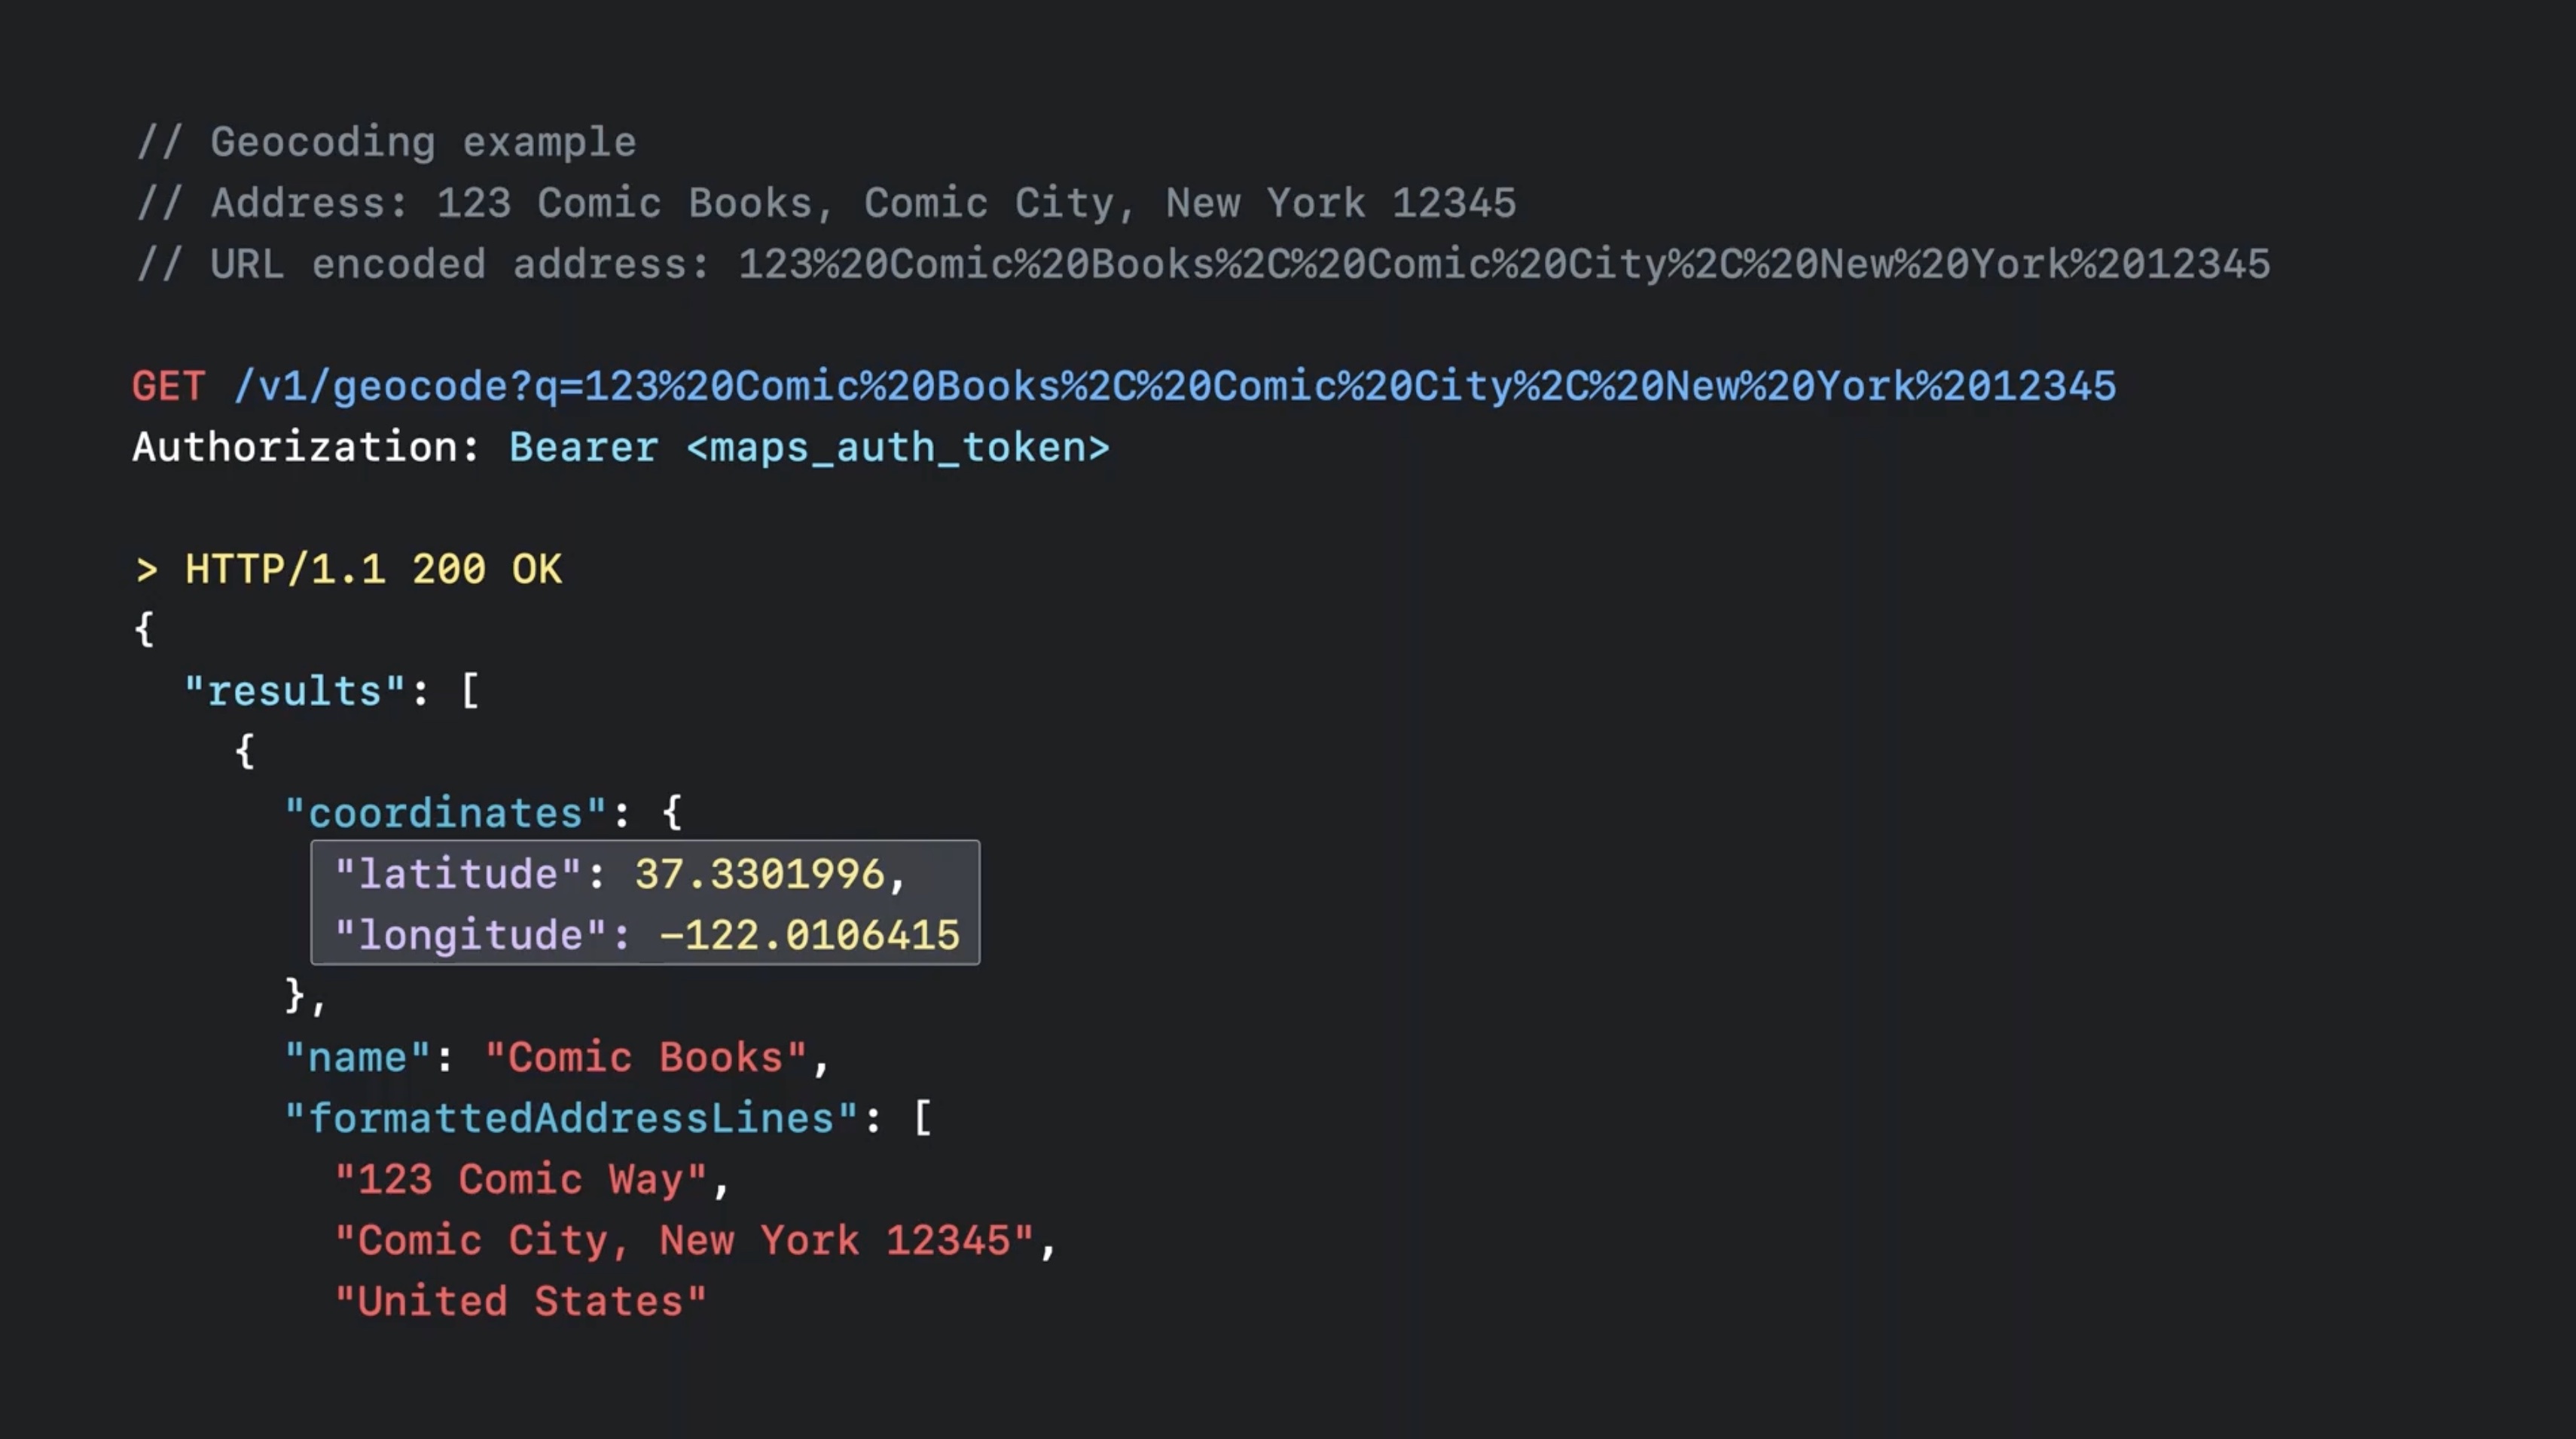 // Geocoding example
// Address: 123 Comic Books, Comic City, New York 12345
// URL encoded address: 123%20Comic%20Books%2C%20Comic%20City%2C%20New%20York%2012345
GET /v1/geocode?q=123%20Comic%20Books%2C%20Comic%20City%2C%20New%20York%2012345
Authorization: Bearer <maps_auth_token>
> HTTP/1.1 200 OK
{
"results": [
{
"coordinates": {
"latitude": 37.3301996,
"longitude": -122.0106415
},
"name": "Comic Books",
"formattedAddressLines": [
"123 Comic Way",
"Comic City, New York 12345",
"United States"